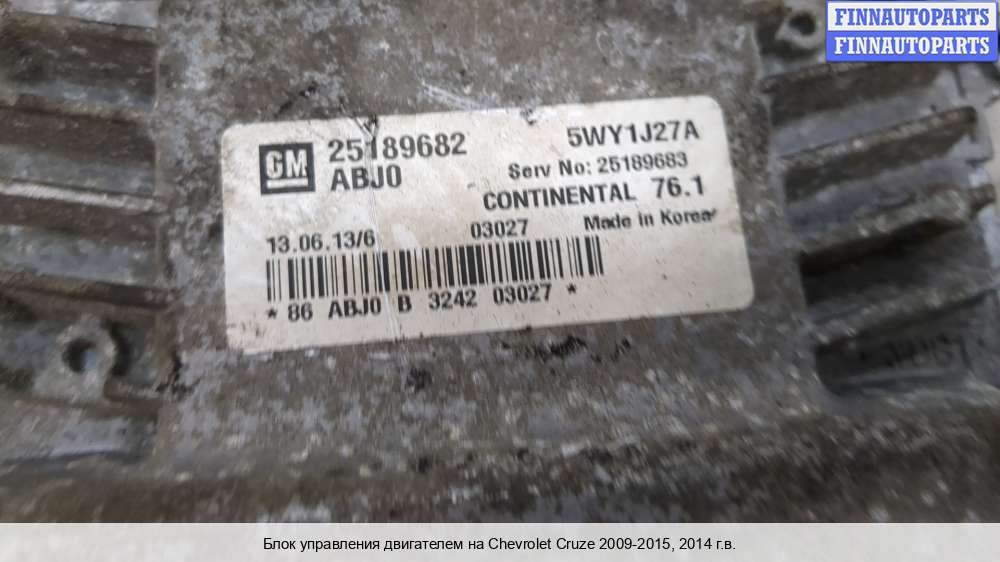 FINNAUTOPARTS
FINNAUTOPARTS
GM 25189682 5WY1J27A
ABJ0 Serv No: 25189683
CONTINENTAL 76.1
13.06.13/6 03027 Made in Korea
* 86 ABJ0 B 3242 03027 *
Блок управления двигателем на Chevrolet Cruze 2009-2015, 2014 г.в.